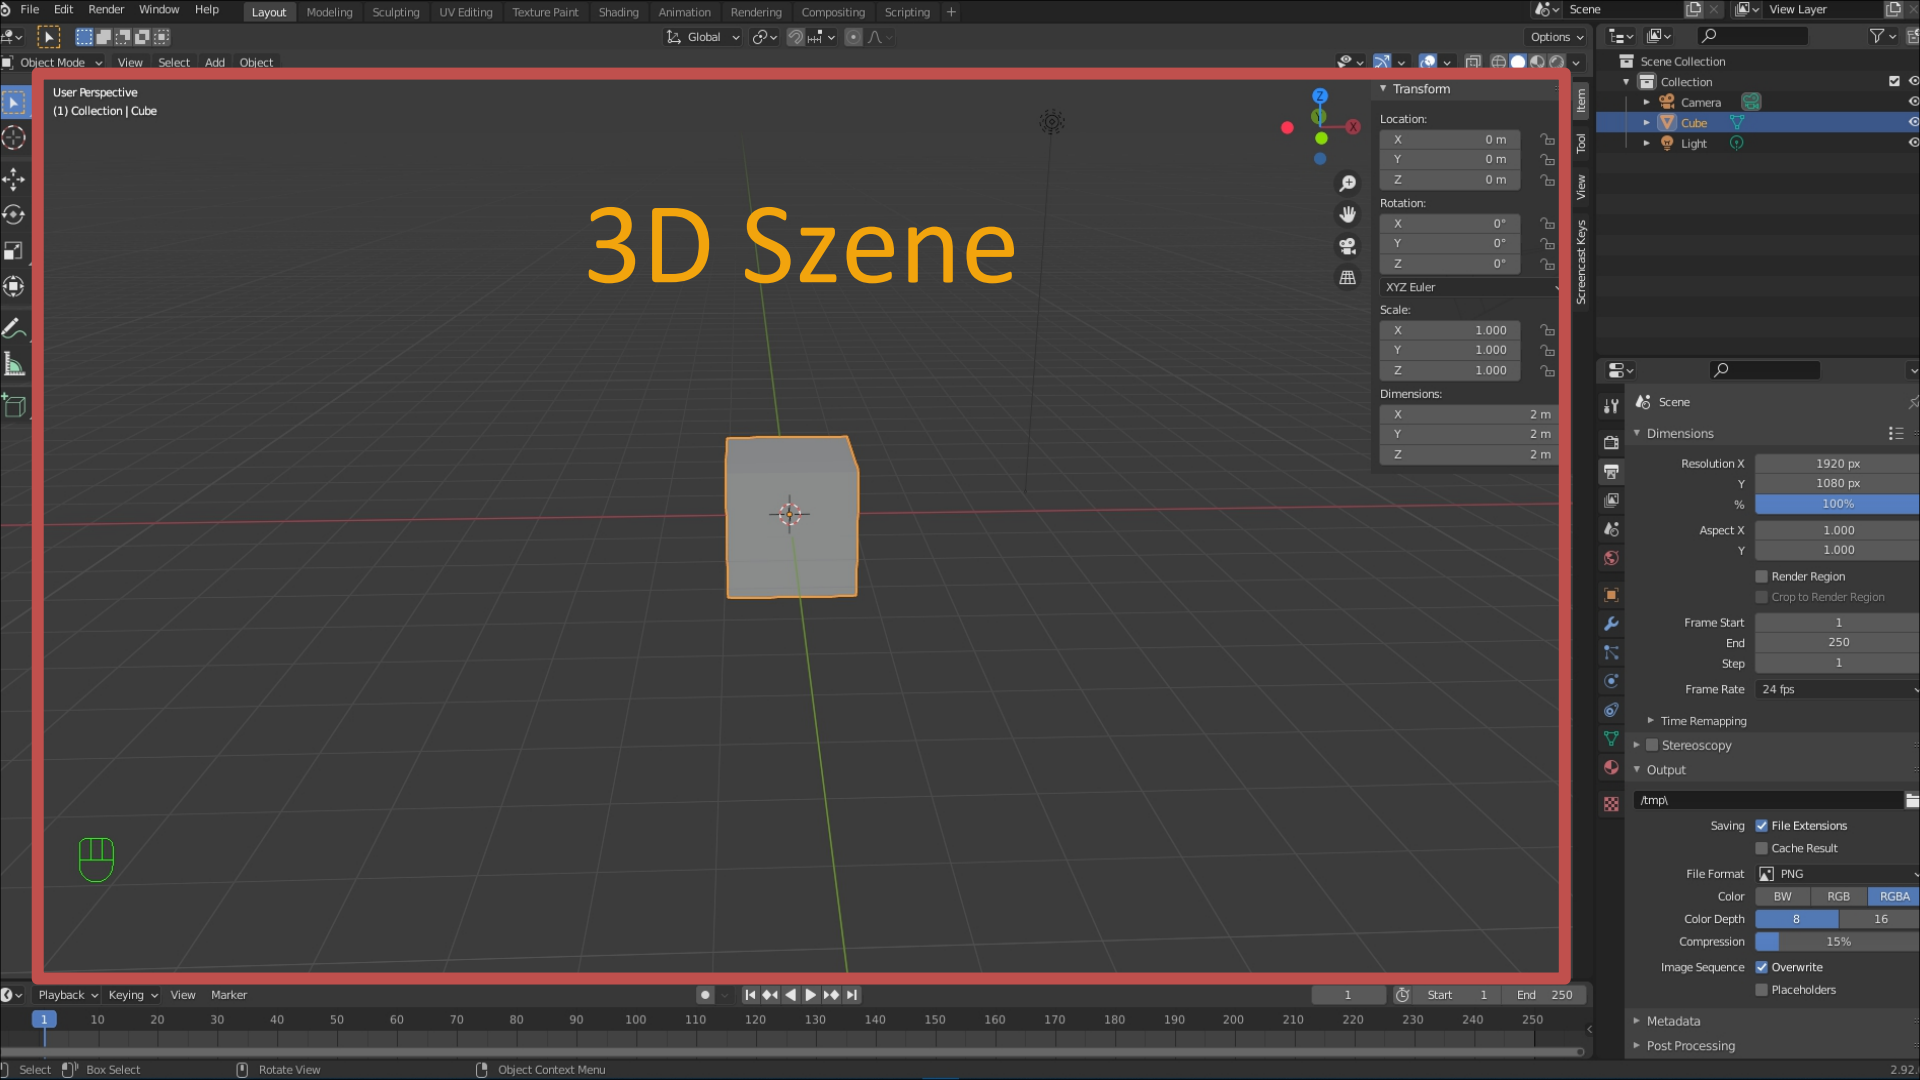 File Edit Render Window Help Layout Modeling Sculpting UV Editing Texture Paint Shading Animation Rendering Compositing Scripting + Scene View Layer
Global Options
Object Mode View Select Add Object
User Perspective
(1) Collection | Cube
3D Szene
Z
X
Transform
Location:
X 0 m
Y 0 m
Z 0 m
Rotation:
X 0°
Y 0°
Z 0°
XYZ Euler
Scale:
X 1.000
Y 1.000
Z 1.000
Dimensions:
X 2 m
Y 2 m
Z 2 m
Item
Tool
View
Screencast Keys
Scene Collection
Collection
Camera
Cube
Light
Scene
Dimensions
Resolution X 1920 px
Y 1080 px
% 100%
Aspect X 1.000
Y 1.000
Render Region
Crop to Render Region
Frame Start 1
End 250
Step 1
Frame Rate 24 fps
Time Remapping
Stereoscopy
Output
/tmp\
Saving File Extensions
Cache Result
File Format PNG
Color BW RGB RGBA
Color Depth 8 16
Compression 15%
Image Sequence Overwrite
Placeholders
Metadata
Post Processing
Playback Keying View Marker 1 Start 1 End 250
1 10 20 30 40 50 60 70 80 90 100 110 120 130 140 150 160 170 180 190 200 210 220 230 240 250
Select Box Select Rotate View Object Context Menu 2.92.